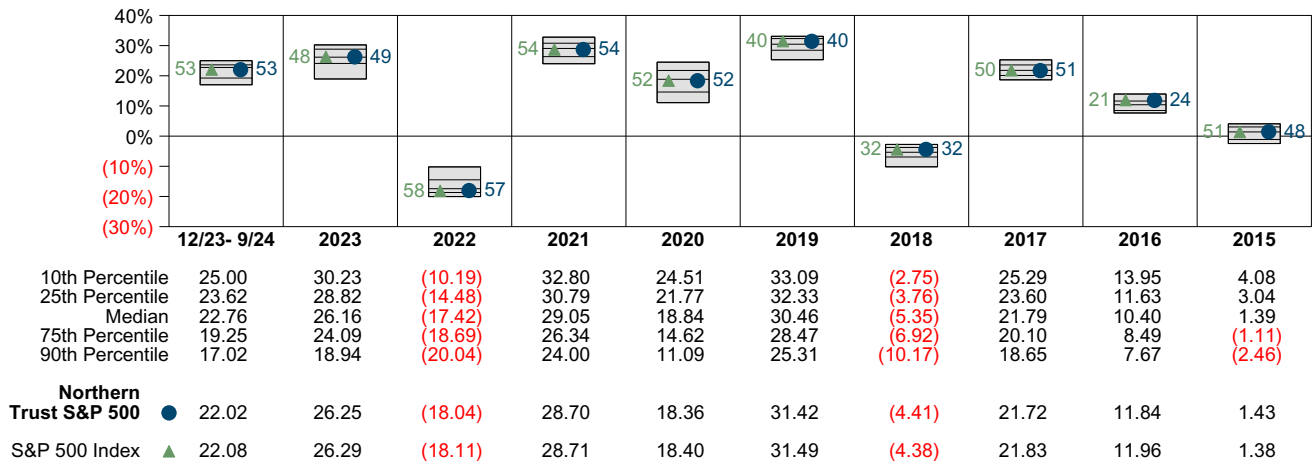 40%
30%
20%
10%
0%
(10%)
(20%)
(30%)
53 53 48 49 58 57 54 54 52 52 40 40 32 32 50 51 21 24 51 48
12/23- 9/24 2023 2022 2021 2020 2019 2018 2017 2016 2015
10th Percentile 25.00 30.23 (10.19) 32.80 24.51 33.09 (2.75) 25.29 13.95 4.08
25th Percentile 23.62 28.82 (14.48) 30.79 21.77 32.33 (3.76) 23.60 11.63 3.04
Median 22.76 26.16 (17.42) 29.05 18.84 30.46 (5.35) 21.79 10.40 1.39
75th Percentile 19.25 24.09 (18.69) 26.34 14.62 28.47 (6.92) 20.10 8.49 (1.11)
90th Percentile 17.02 18.94 (20.04) 24.00 11.09 25.31 (10.17) 18.65 7.67 (2.46)
Northern
Trust S&P 500 22.02 26.25 (18.04) 28.70 18.36 31.42 (4.41) 21.72 11.84 1.43
S&P 500 Index 22.08 26.29 (18.11) 28.71 18.40 31.49 (4.38) 21.83 11.96 1.38